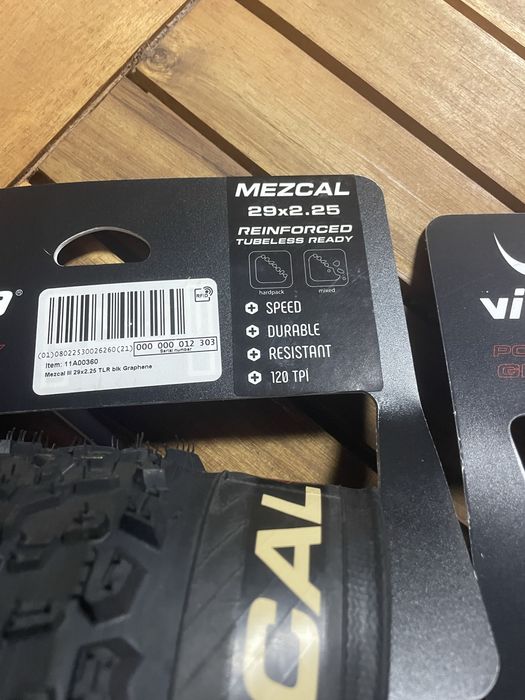 MEZCAL
29x2.25
REINFORCED
TUBELESS READY
hardpack
mixed
SPEED
DURABLE
RESISTANT
120 TPI
RFID
(01)08022530026260(21) 000 000 012 303
Serial number
Item: 11A00360
Mezcal III 29x2.25 TLR blk Graphene
CAL
vi